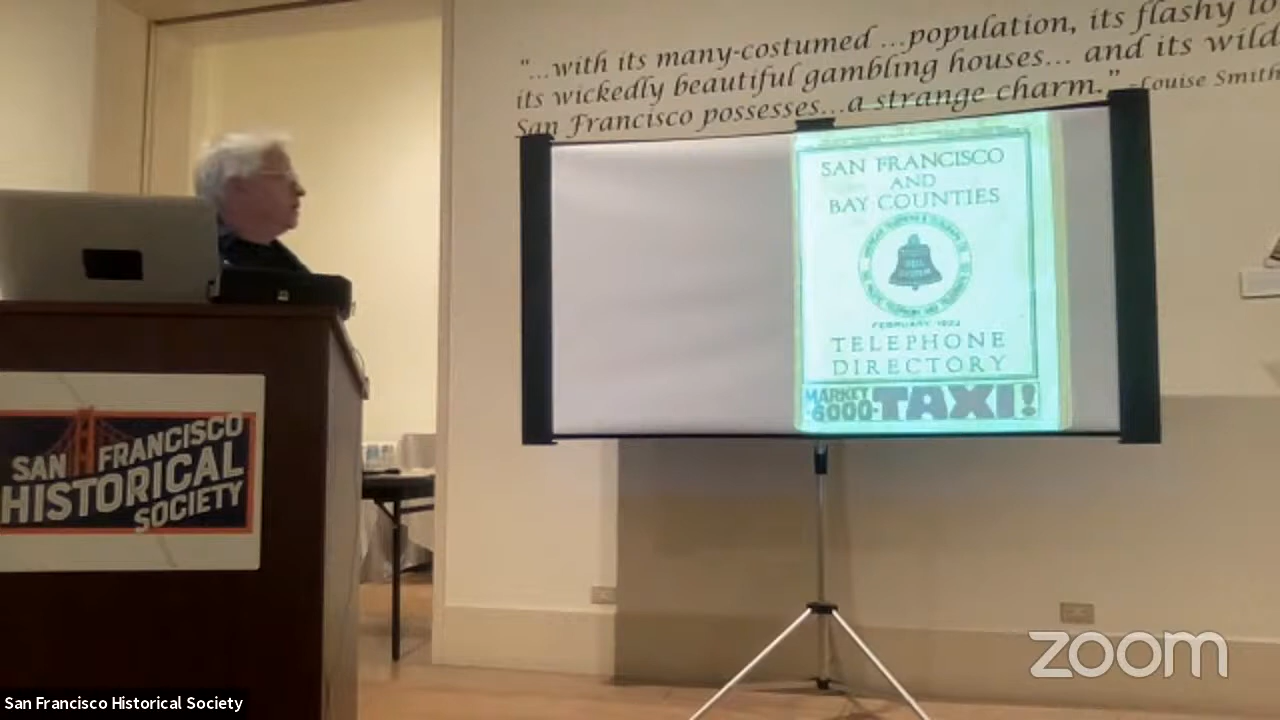 "...with its many-costumed ...population, its flashy
its wickedly beautiful gambling houses... and its wild
San Francisco possesses...a strange charm." -Louise Smith
SAN FRANCISCO
AND
BAY COUNTIES
BELL
SYSTEM
TELEPHONE
DIRECTORY
MARKET
6000-TAXI!
SAN FRANCISCO
HISTORICAL
SOCIETY
zoom
San Francisco Historical Society